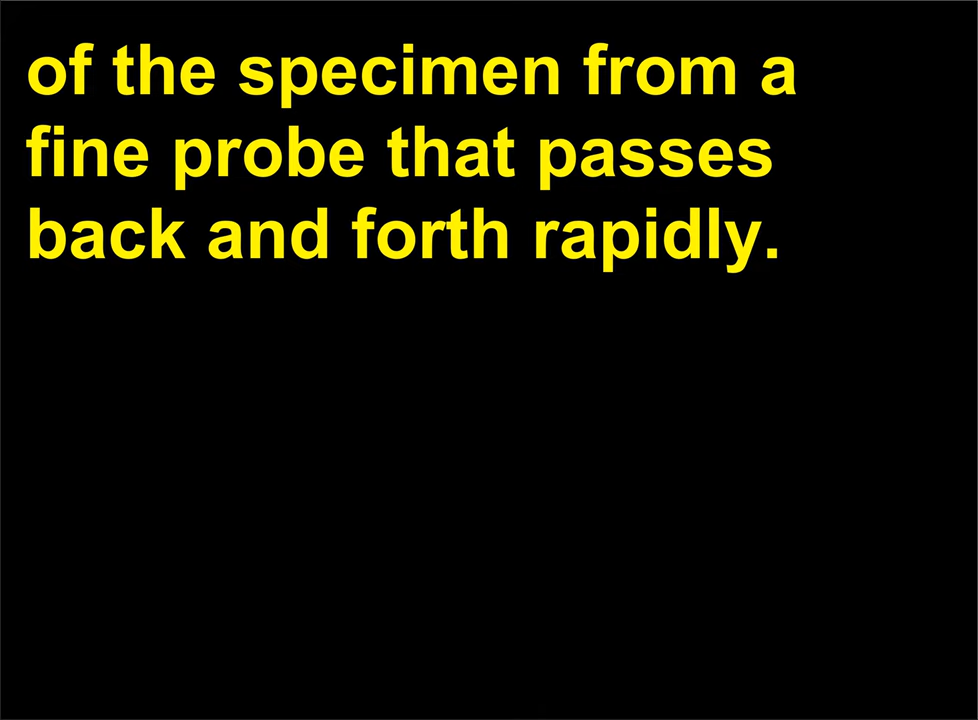 of the specimen from a
fine probe that passes
back and forth rapidly.